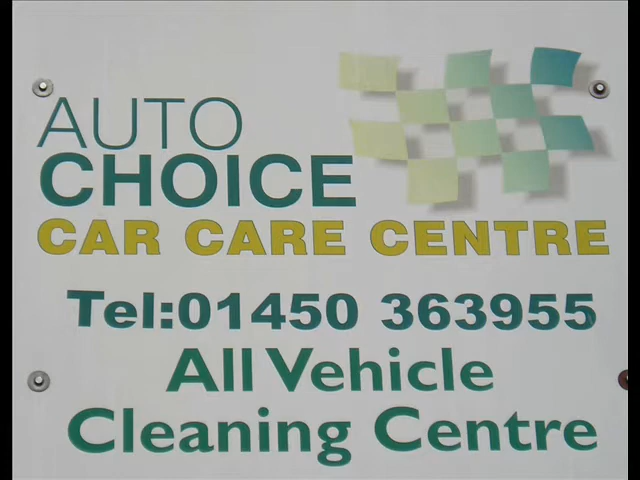 AUTO
CHOICE
CAR CARE CENTRE
Tel:01450 363955
All Vehicle
Cleaning Centre